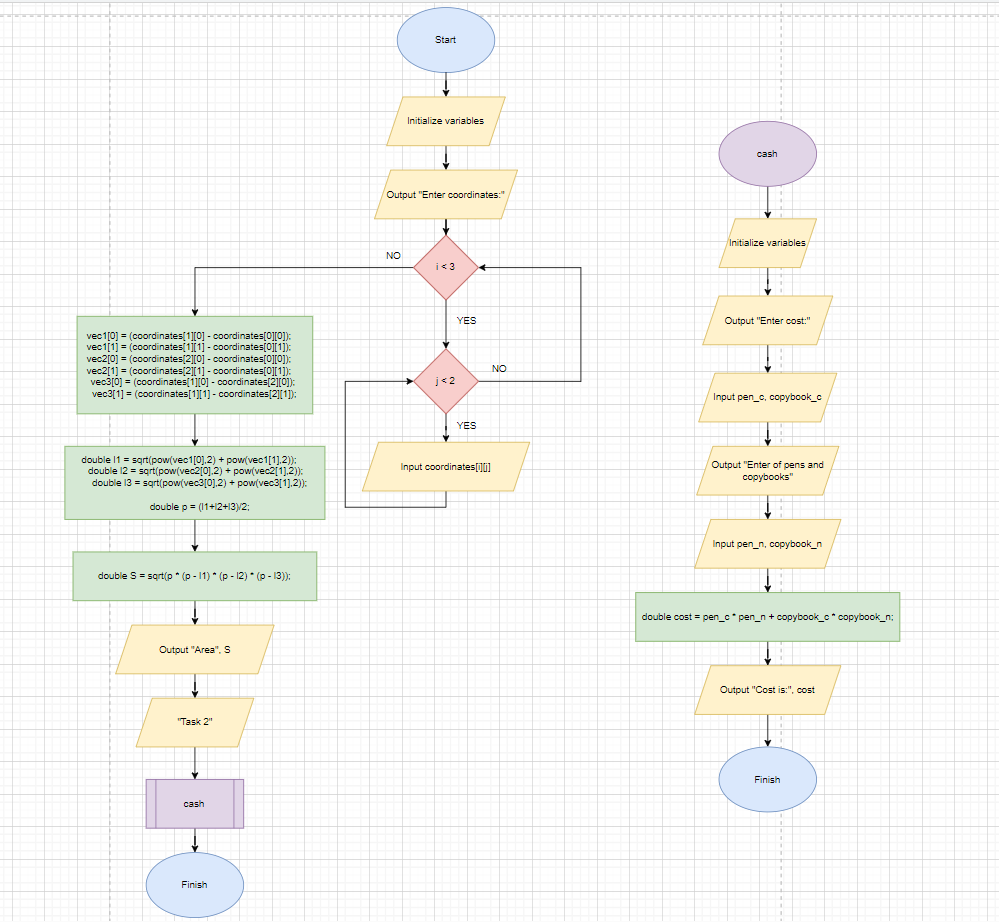 Start
Initialize variables
Output "Enter coordinates:"
i < 3
NO
YES
j < 2
NO
YES
Input coordinates[i][j]
vec1[0] = (coordinates[1][0] - coordinates[0][0]);
vec1[1] = (coordinates[1][1] - coordinates[0][1]);
vec2[0] = (coordinates[2][0] - coordinates[0][0]);
vec2[1] = (coordinates[2][1] - coordinates[0][1]);
vec3[0] = (coordinates[1][0] - coordinates[2][0]);
vec3[1] = (coordinates[1][1] - coordinates[2][1]);
double l1 = sqrt(pow(vec1[0],2) + pow(vec1[1],2));
double l2 = sqrt(pow(vec2[0],2) + pow(vec2[1],2));
double l3 = sqrt(pow(vec3[0],2) + pow(vec3[1],2));
double p = (l1+l2+l3)/2;
double S = sqrt(p * (p - l1) * (p - l2) * (p - l3));
Output "Area", S
"Task 2"
cash
Finish
cash
Initialize variables
Output "Enter cost:"
Input pen_c, copybook_c
Output "Enter of pens and
copybooks"
Input pen_n, copybook_n
double cost = pen_c * pen_n + copybook_c * copybook_n;
Output "Cost is:", cost
Finish